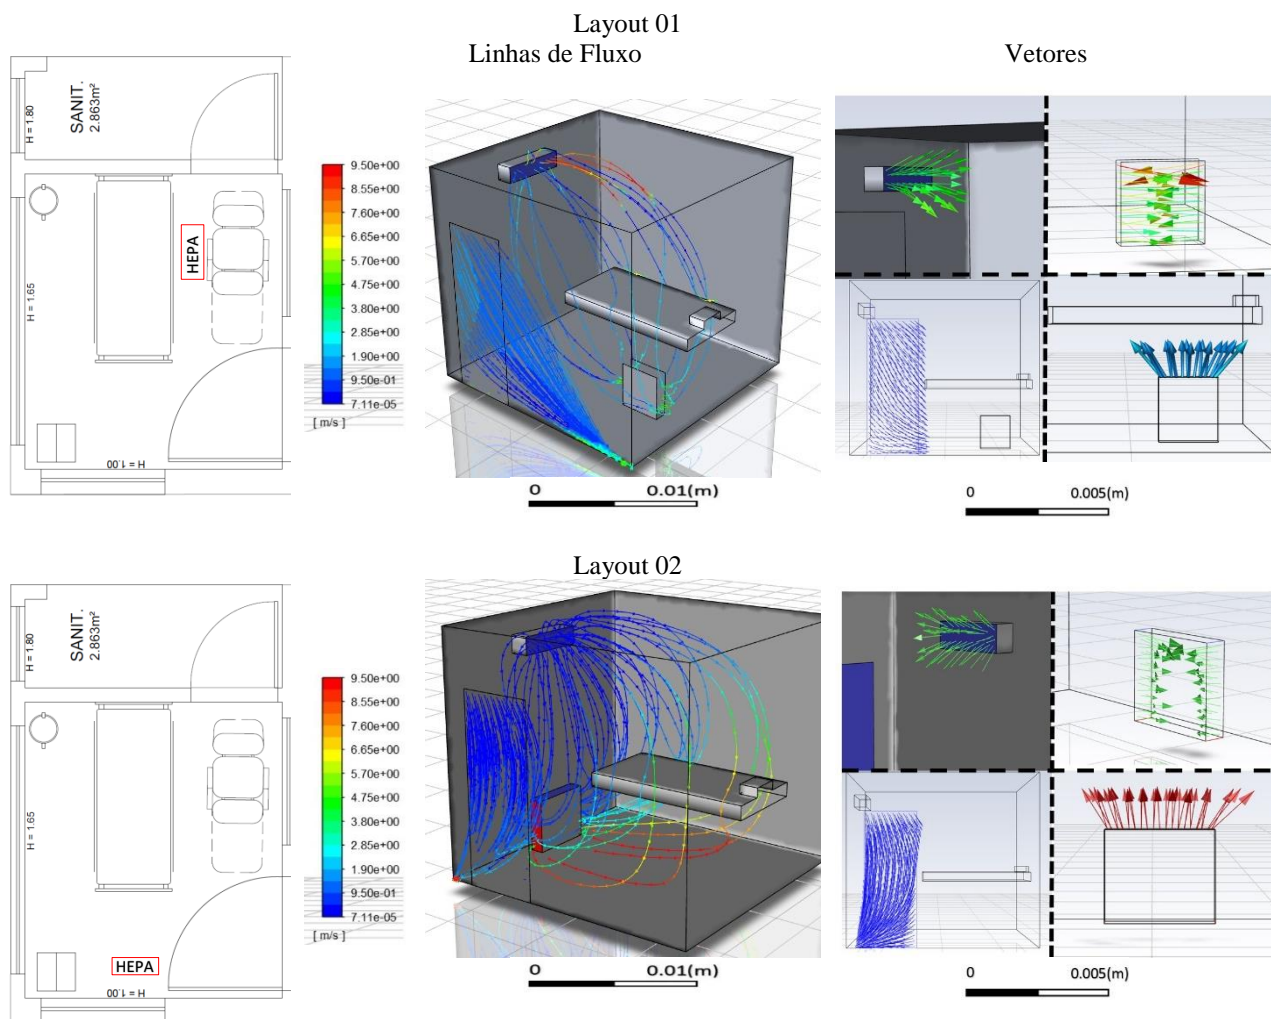 Layout 01
Linhas de Fluxo
Vetores
SANIT.
2.863m²
H = 1.80
H = 1.65
HEPA
H = 1.00
9.50e+00
8.55e+00
7.60e+00
6.65e+00
5.70e+00
4.75e+00
3.80e+00
2.85e+00
1.90e+00
9.50e-01
7.11e-05
[ m/s ]
0 0.01(m)
0 0.005(m)
Layout 02
SANIT.
2.863m²
H = 1.80
H = 1.65
HEPA
H = 1.00
9.50e+00
8.55e+00
7.60e+00
6.65e+00
5.70e+00
4.75e+00
3.80e+00
2.85e+00
1.90e+00
9.50e-01
7.11e-05
[ m/s ]
0 0.01(m)
0 0.005(m)